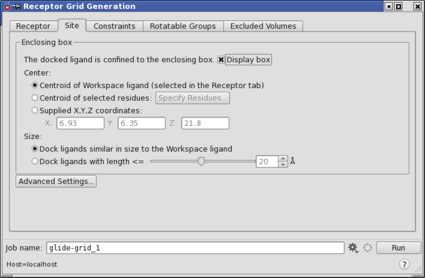 Receptor Grid Generation
Receptor Site Constraints Rotatable Groups Excluded Volumes
Enclosing box
The docked ligand is confined to the enclosing box. Display box
Center:
Centroid of Workspace ligand (selected in the Receptor tab)
Centroid of selected residues: Specify Residues...
Supplied X,Y,Z coordinates:
X: 6.93 Y: 6.35 Z: 21.8
Size:
Dock ligands similar in size to the Workspace ligand
Dock ligands with length <= 20 Å
Advanced Settings...
Job name: glide-grid_1 Run
Host=localhost ?